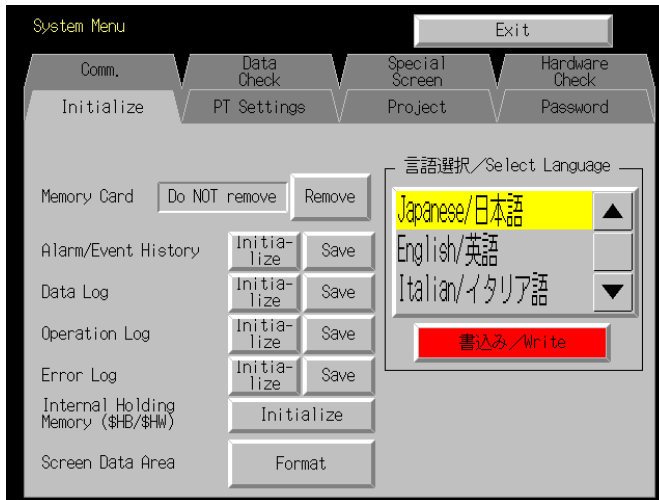 System Menu
Exit
Comm.
Data
Check
Special
Screen
Hardware
Check
Initialize
PT Settings
Project
Password
言語選択/Select Language
Memory Card
Do NOT remove
Remove
Japanese/日本語
English/英語
Italian/イタリア語
Alarm/Event History
Initia-
lize
Save
Data Log
Initia-
lize
Save
Operation Log
Initia-
lize
Save
書込み/Write
Error Log
Initia-
lize
Save
Internal Holding
Memory ($HB/$HW)
Initialize
Screen Data Area
Format